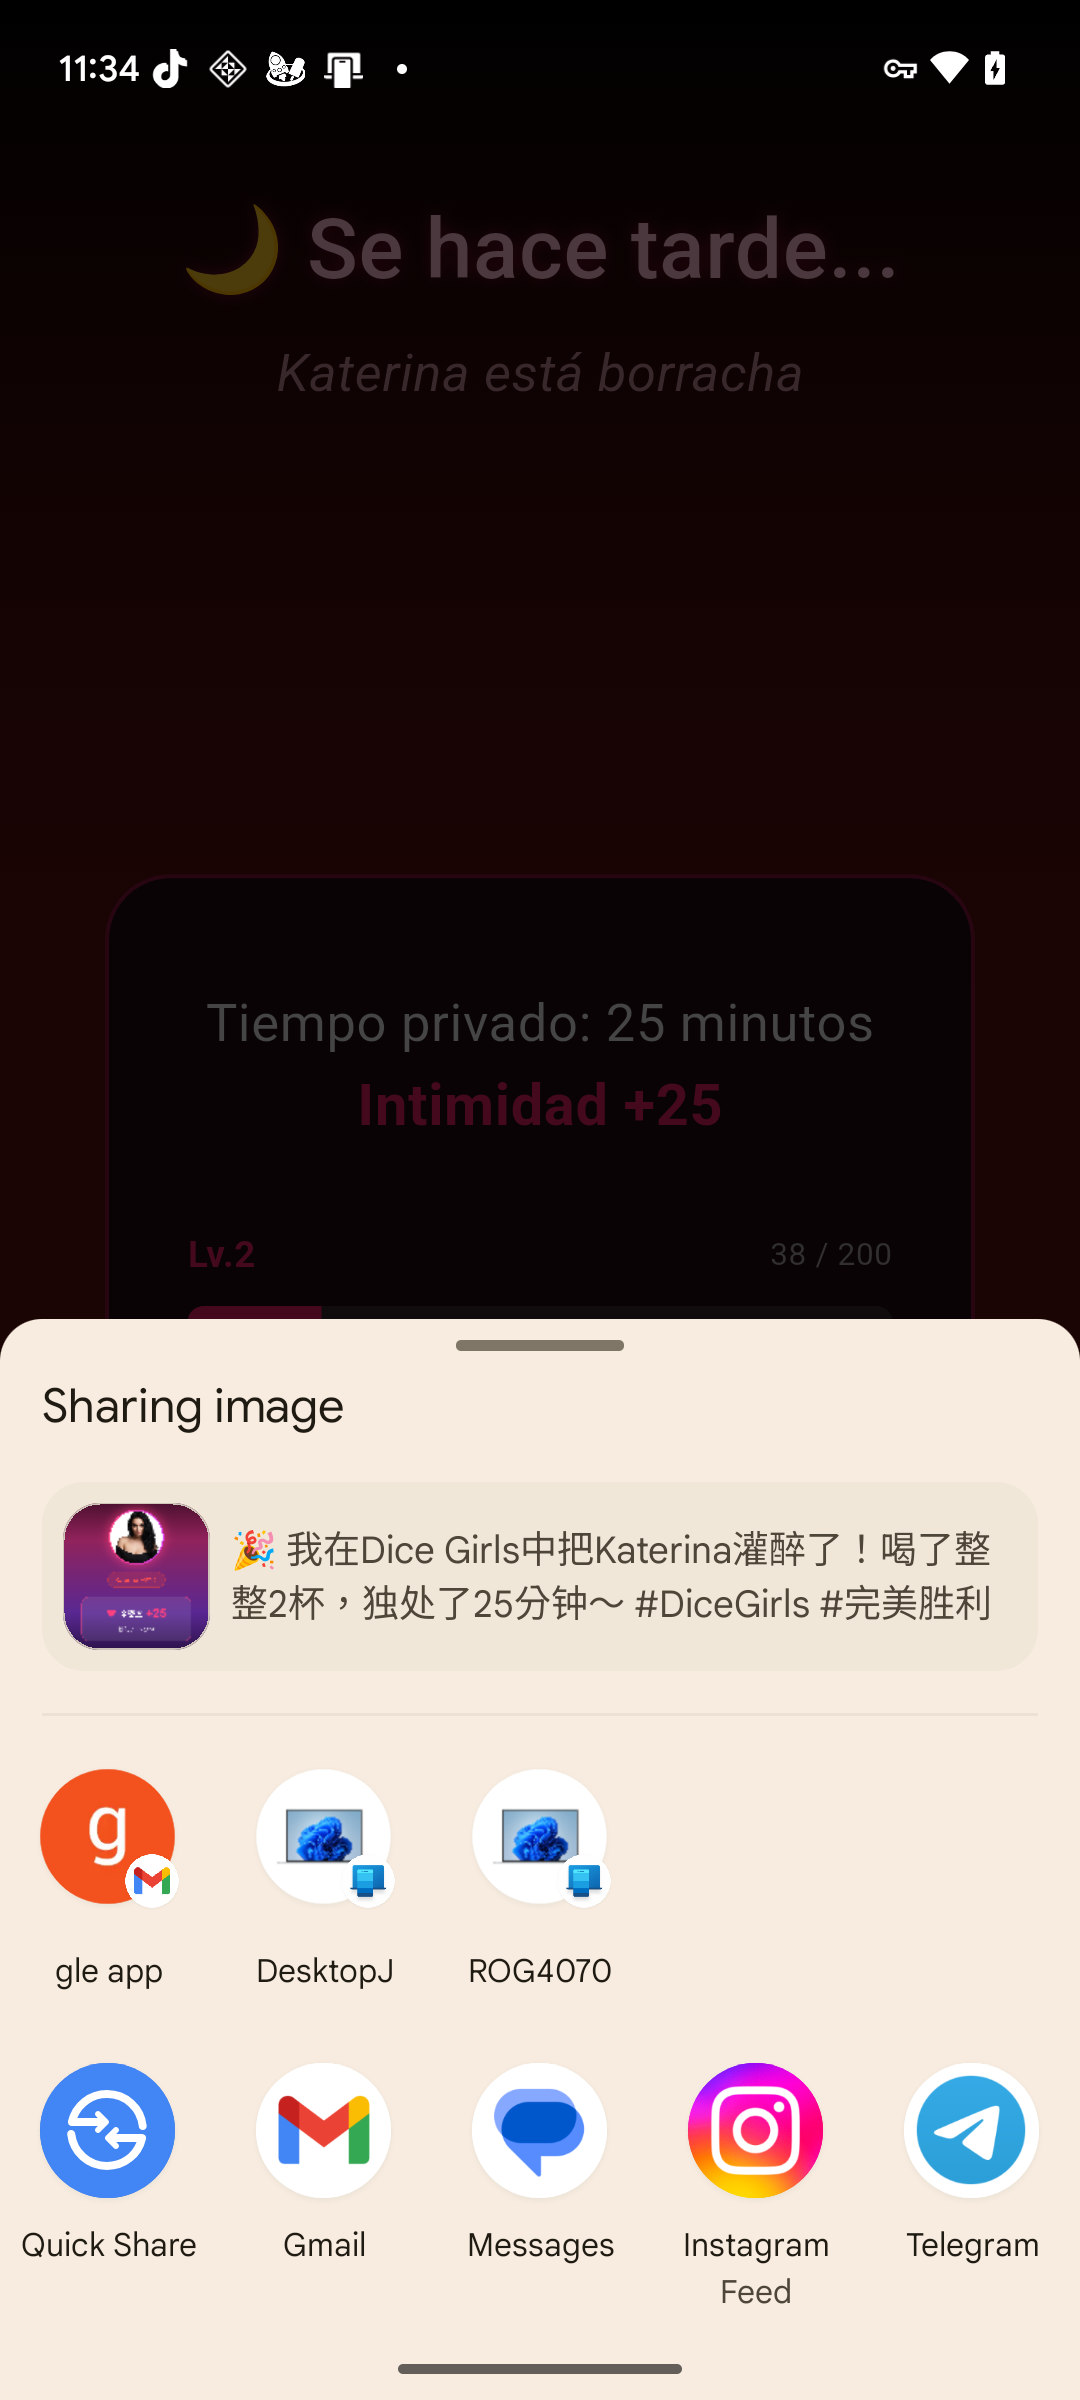 11:34
🌙 Se hace tarde...
Katerina está borracha
Tiempo privado: 25 minutos
Intimidad +25
Lv.2
38 / 200
Sharing image
🎉 我在Dice Girls中把Katerina灌醉了！喝了整
整2杯，独处了25分钟～ #DiceGirls #完美胜利
+25
g
gle app
DesktopJ
ROG4070
Quick Share
Gmail
Messages
Instagram
Telegram
Feed